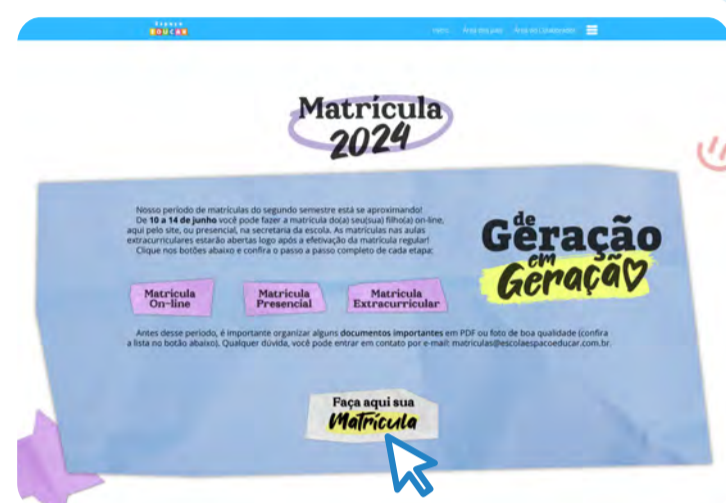 Espaço
EDUCAR
Início Área dos pais Área do Colaborador
Matrícula
2024
Nosso período de matrículas do segundo semestre está se aproximando!
De 10 a 14 de junho você pode fazer a matrícula do(a) seu(sua) filho(a) on-line,
aqui pelo site, ou presencial, na secretaria da escola. As matrículas nas aulas
extracurriculares estarão abertas logo após a efetivação da matrícula regular!
Clique nos botões abaixo e confira o passo a passo completo de cada etapa:
de
Geração
em
Geração
Matrícula
On-line
Matrícula
Presencial
Matrícula
Extracurricular
Antes desse período, é importante organizar alguns documentos importantes em PDF ou foto de boa qualidade (confira
a lista no botão abaixo). Qualquer dúvida, você pode entrar em contato por e-mail: matriculas@escolaespacoeducar.com.br.
Faça aqui sua
Matrícula